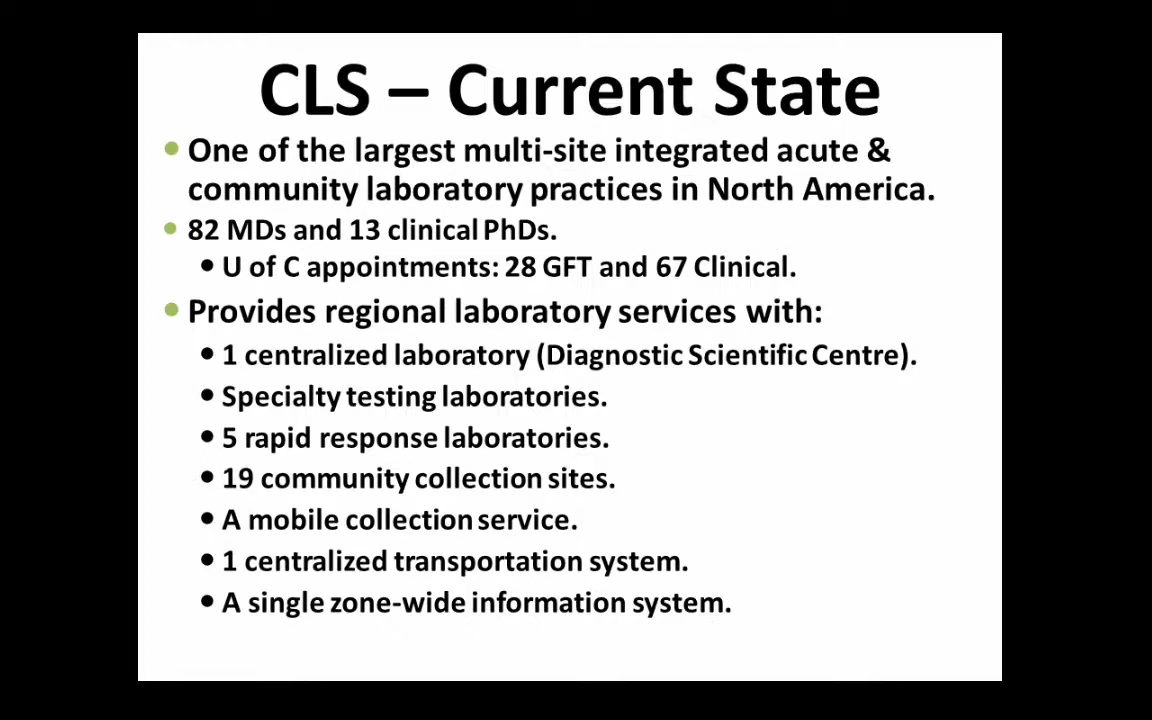 CLS – Current State
• One of the largest multi-site integrated acute &
community laboratory practices in North America.
• 82 MDs and 13 clinical PhDs.
• U of C appointments: 28 GFT and 67 Clinical.
• Provides regional laboratory services with:
• 1 centralized laboratory (Diagnostic Scientific Centre).
• Specialty testing laboratories.
• 5 rapid response laboratories.
• 19 community collection sites.
• A mobile collection service.
• 1 centralized transportation system.
• A single zone-wide information system.